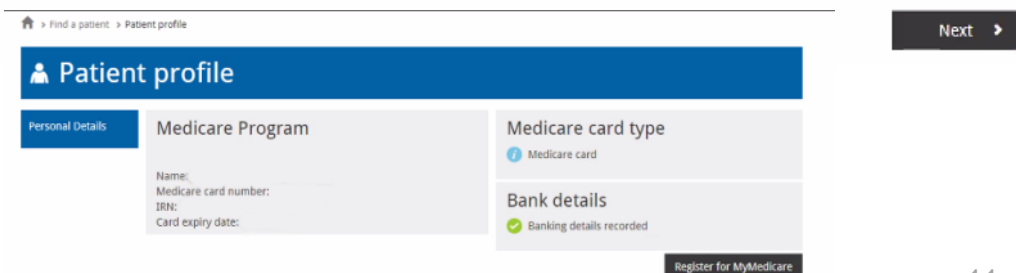 > Find a patient > Patient profile
Next >
Patient profile
Personal Details
Medicare Program
Name:
Medicare card number:
IRN:
Card expiry date:
Medicare card type
Medicare card
Bank details
Banking details recorded
Register for MyMedicare